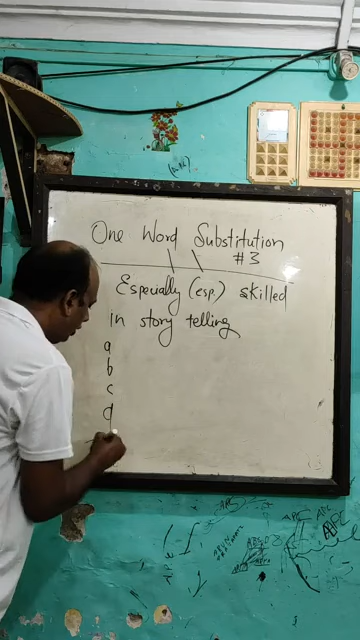 One Word Substitution
#3
Especially (esp.) skilled
in story telling
a
b
c
d